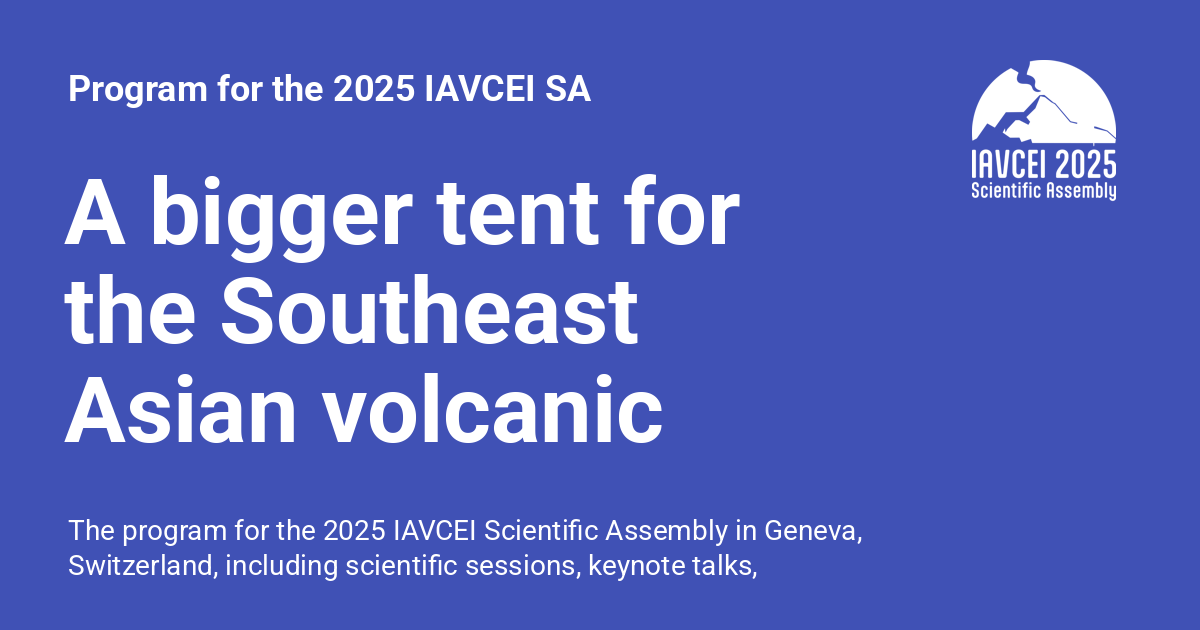 Program for the 2025 IAVCEI SA
IAVCEI 2025
Scientific Assembly
A bigger tent for
the Southeast
Asian volcanic
The program for the 2025 IAVCEI Scientific Assembly in Geneva,
Switzerland, including scientific sessions, keynote talks,